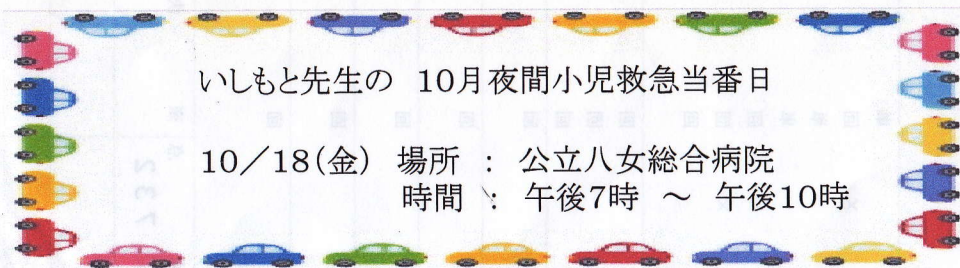 いしもと先生の 10月夜間小児救急当番日
10／18(金) 場所 ： 公立八女総合病院
時間 ： 午後7時 ～ 午後10時